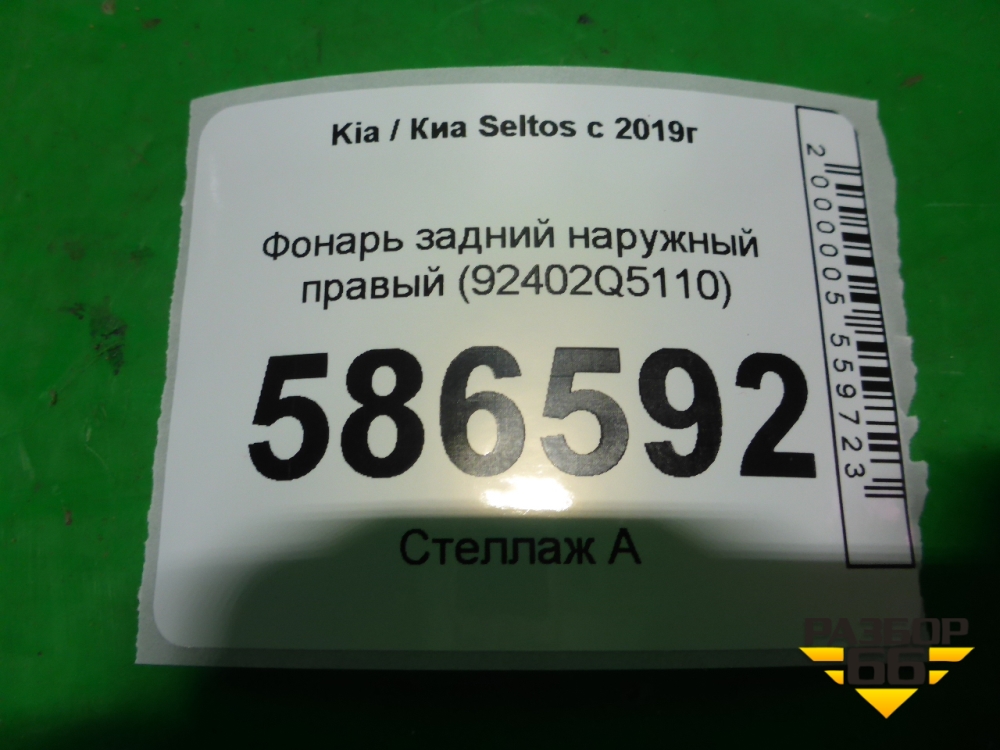 Kia / Киа Seltos с 2019г
Фонарь задний наружный
правый (92402Q5110)
586592
Стеллаж А
2000005559723
РАЗБОР
66